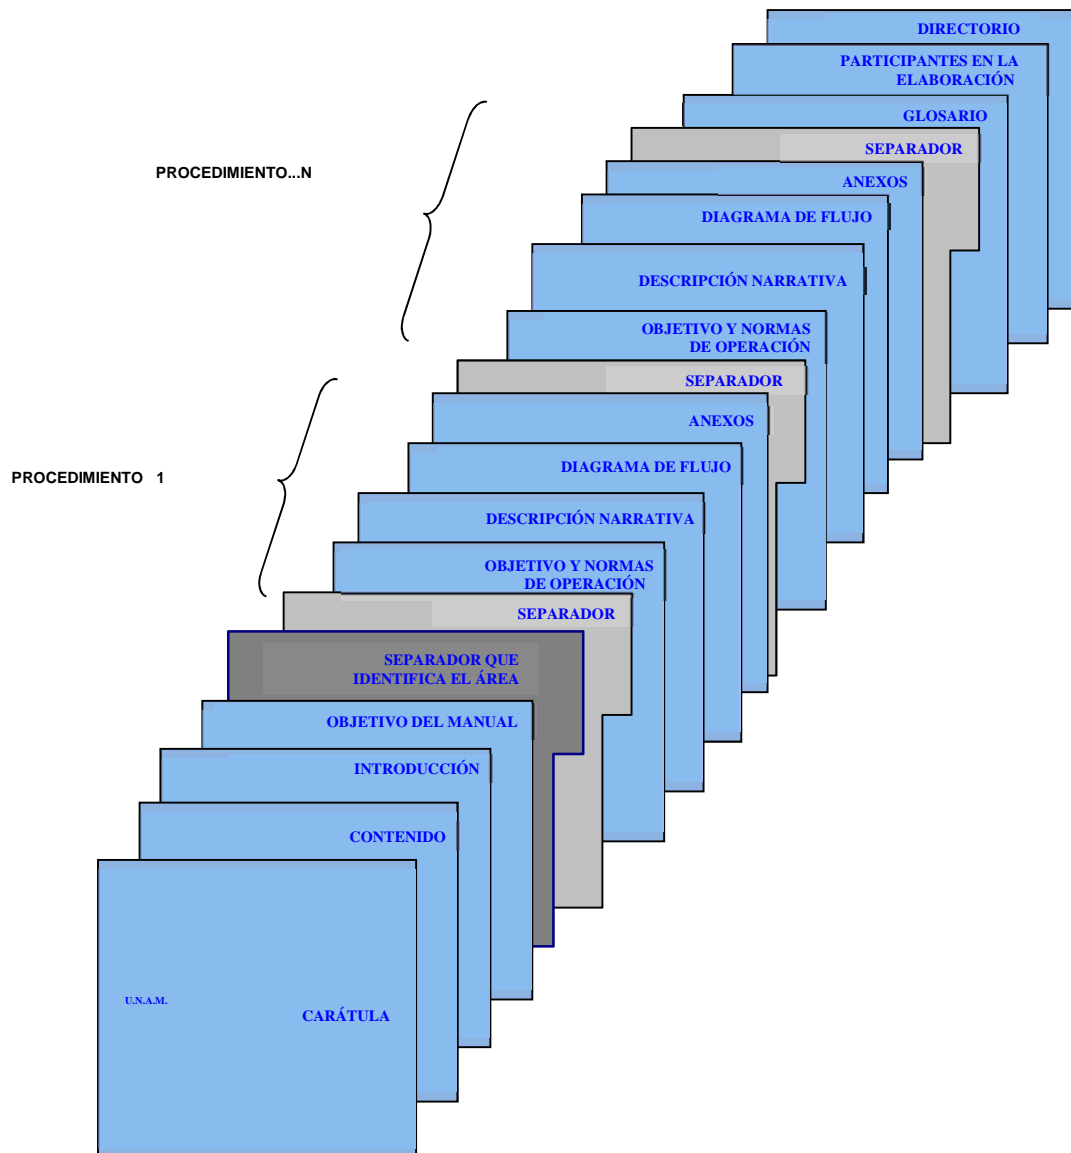 DIRECTORIO
PARTICIPANTES EN LA
ELABORACIÓN
GLOSARIO
SEPARADOR
PROCEDIMIENTO...N
ANEXOS
DIAGRAMA DE FLUJO
DESCRIPCIÓN NARRATIVA
OBJETIVO Y NORMAS
DE OPERACIÓN
SEPARADOR
ANEXOS
DIAGRAMA DE FLUJO
PROCEDIMIENTO 1
DESCRIPCIÓN NARRATIVA
OBJETIVO Y NORMAS
DE OPERACIÓN
SEPARADOR
SEPARADOR QUE
IDENTIFICA EL ÁREA
OBJETIVO DEL MANUAL
INTRODUCCIÓN
CONTENIDO
U.N.A.M.
CARÁTULA